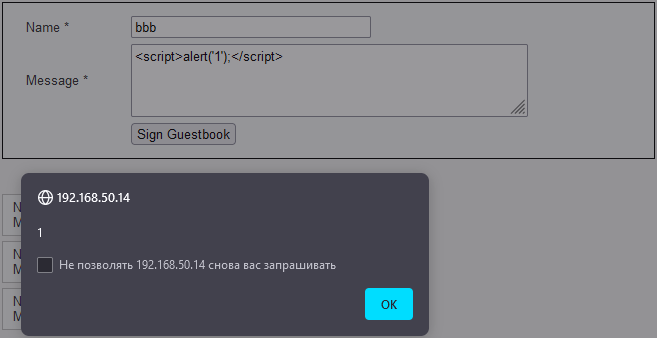 Name *
bbb
Message *
<script>alert('1');</script>
Sign Guestbook
192.168.50.14
1
Не позволять 192.168.50.14 снова вас запрашивать
OK
N
M
N
M
N
M